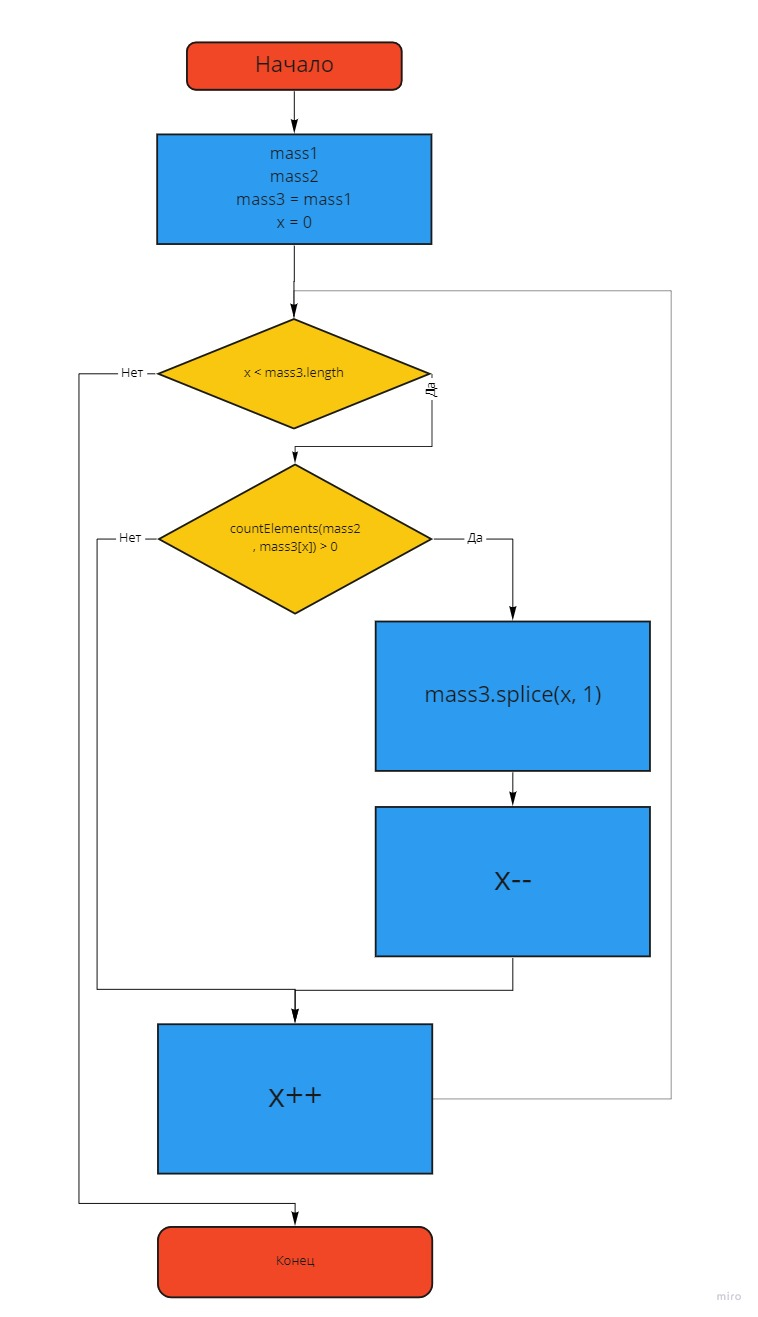 Начало
mass1
mass2
mass3 = mass1
x = 0
x < mass3.length
Нет
Да
countElements(mass2
, mass3[x]) > 0
Нет
Да
mass3.splice(x, 1)
x--
x++
Конец
miro